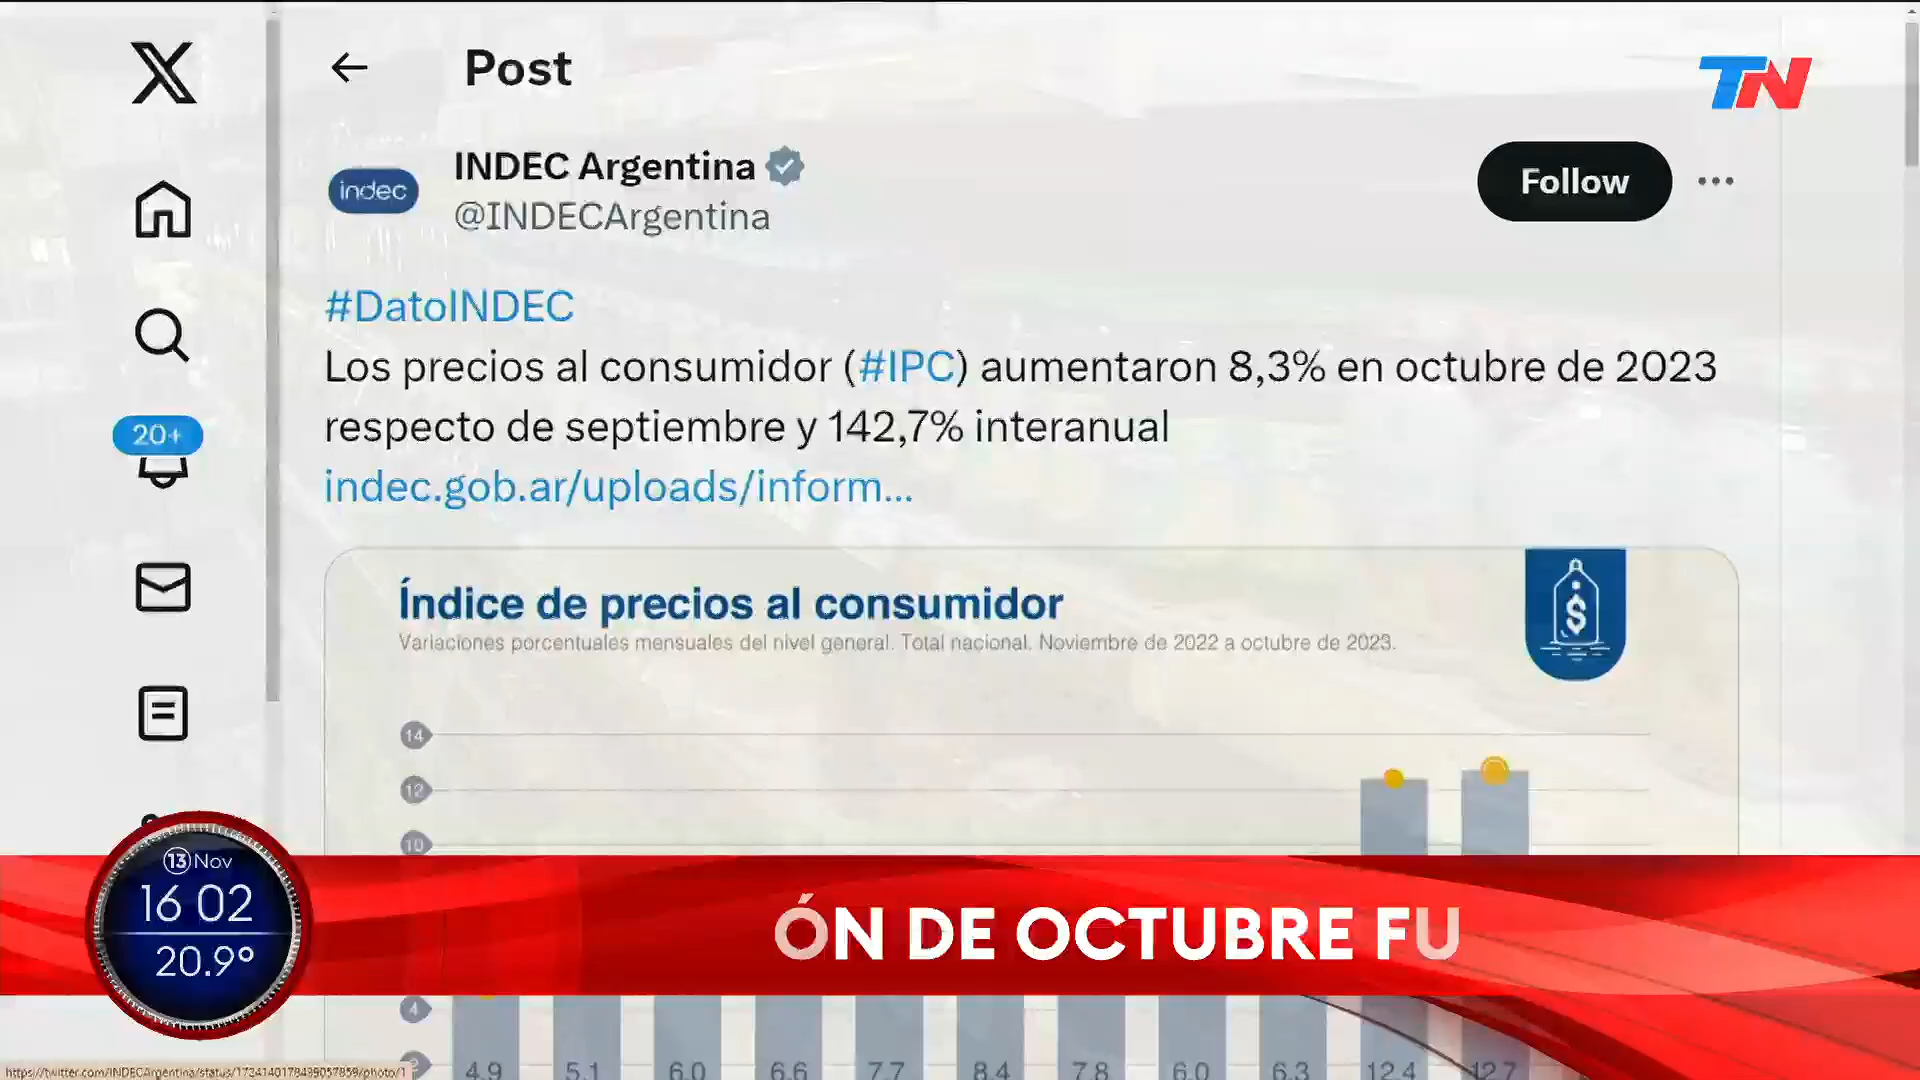 Post
TN
INDEC Argentina
indec
@INDECArgentina
Follow
#DatoINDEC
Los precios al consumidor (#IPC) aumentaron 8,3% en octubre de 2023
respecto de septiembre y 142,7% interanual
indec.gob.ar/uploads/inform...
20+
Índice de precios al consumidor
Variaciones porcentuales mensuales del nivel general. Total nacional. Noviembre de 2022 a octubre de 2023.
$
14
12
10
13 Nov
16 02
20.9°
ÓN DE OCTUBRE FU
4
2
4.9 5.1 6.0 6.6 7.7 8.4 7.8 6.0 6.3 12.4 12.7